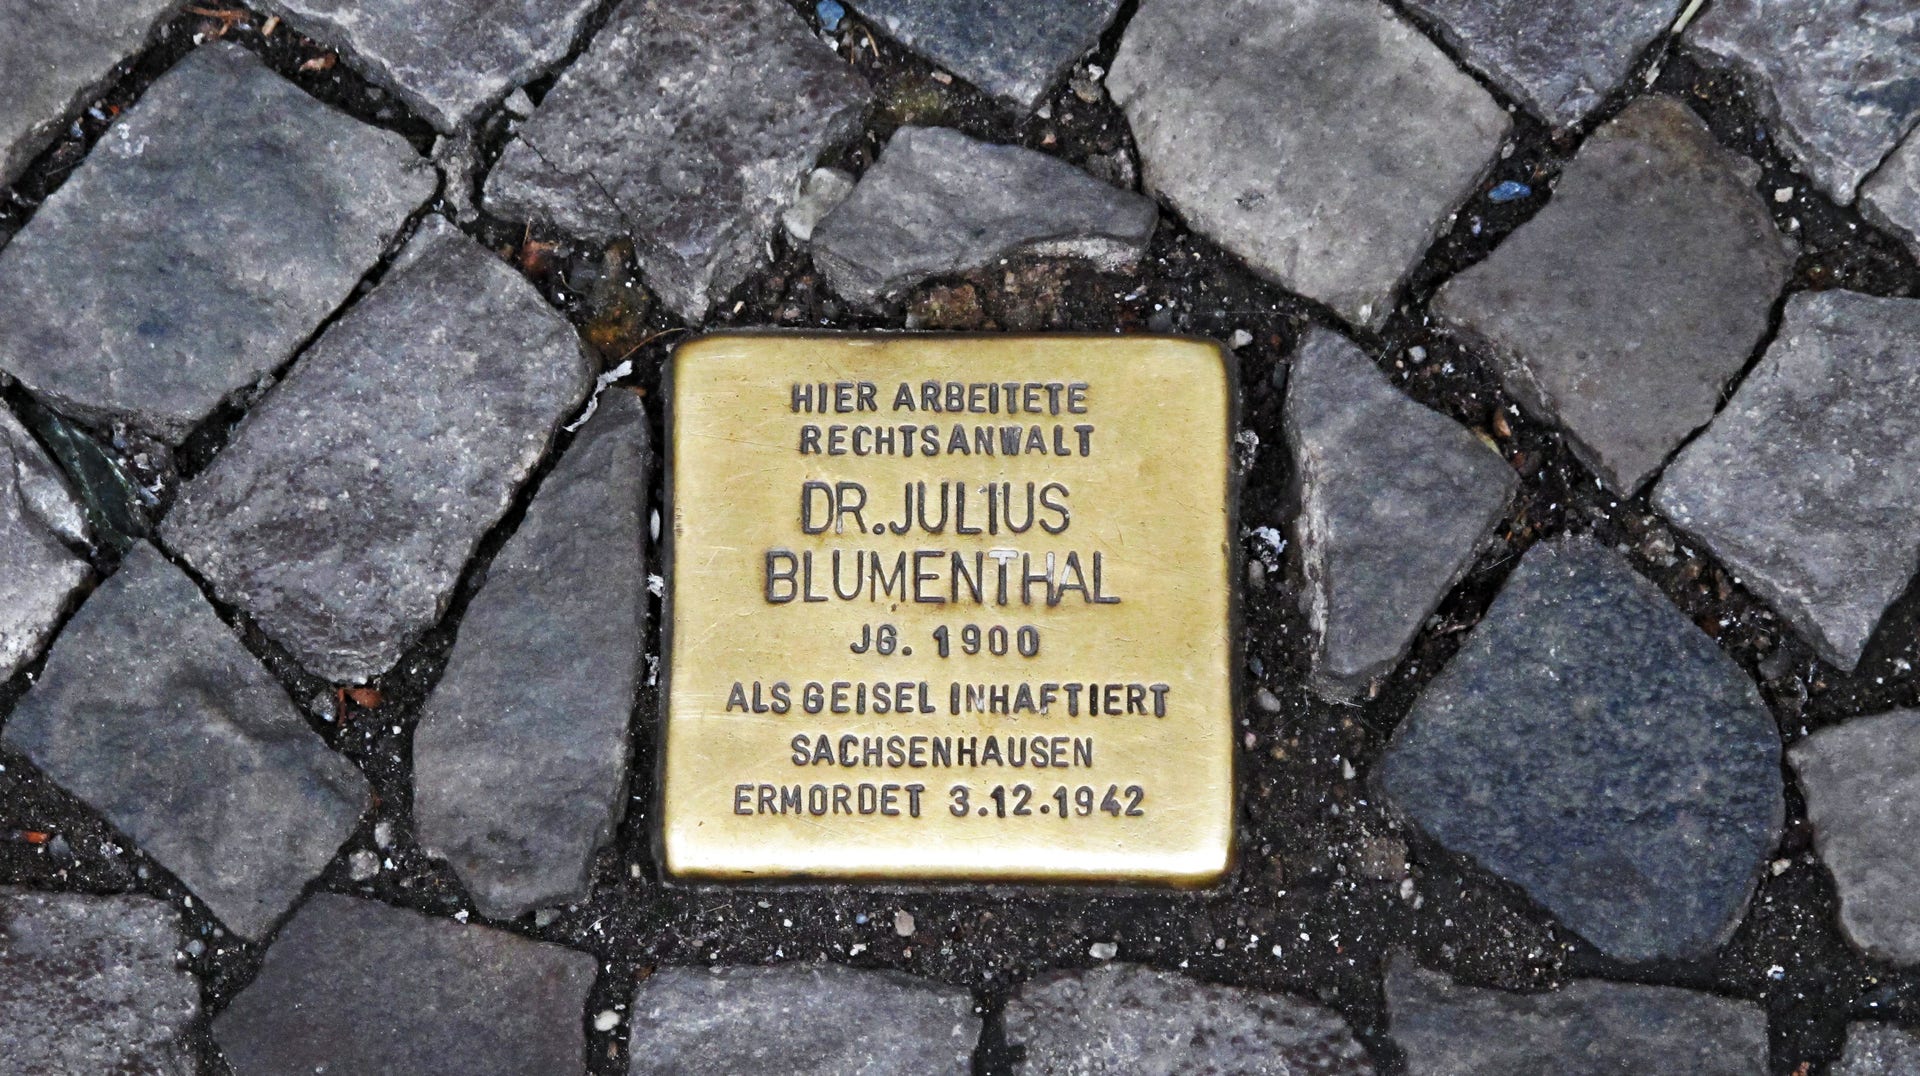 HIER ARBEITETE
RECHTSANWALT
DR. JULIUS
BLUMENTHAL
JG. 1900
ALS GEISEL INHAFTIERT
SACHSENHAUSEN
ERMORDET 3.12.1942